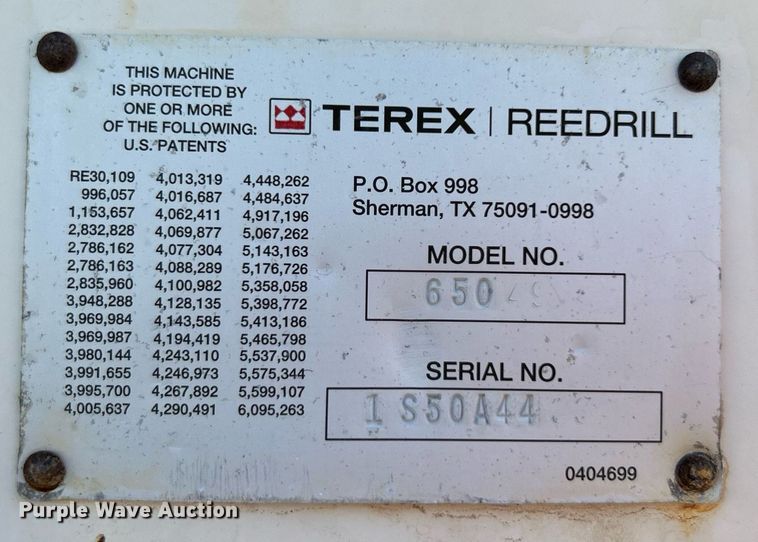 THIS MACHINE
IS PROTECTED BY
ONE OR MORE
OF THE FOLLOWING:
U.S. PATENTS
TEREX | REEDRILL
RE30,109 4,013,319 4,448,262
996,057 4,016,687 4,484,637
1,153,657 4,062,411 4,917,196
2,832,828 4,069,877 5,067,262
2,786,162 4,077,304 5,143,163
2,786,163 4,088,289 5,176,726
2,835,960 4,100,982 5,358,058
3,948,288 4,128,135 5,398,772
3,969,984 4,143,585 5,413,186
3,969,987 4,194,419 5,465,798
3,980,144 4,243,110 5,537,900
3,991,655 4,246,973 5,575,344
3,995,700 4,267,892 5,599,107
4,005,637 4,290,491 6,095,263
P.O. Box 998
Sherman, TX 75091-0998
MODEL NO.
650
SERIAL NO.
1 S50A44
0404699
Purple Wave Auction